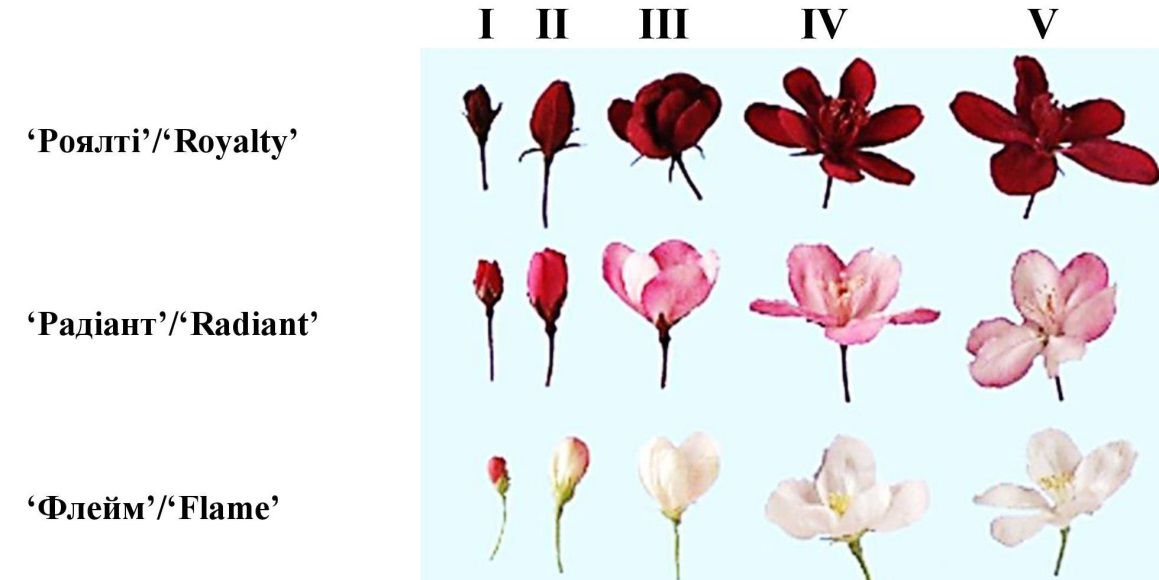 I II III IV V
‘Роялті’/‘Royalty’
‘Радіант’/‘Radiant’
‘Флейм’/‘Flame’